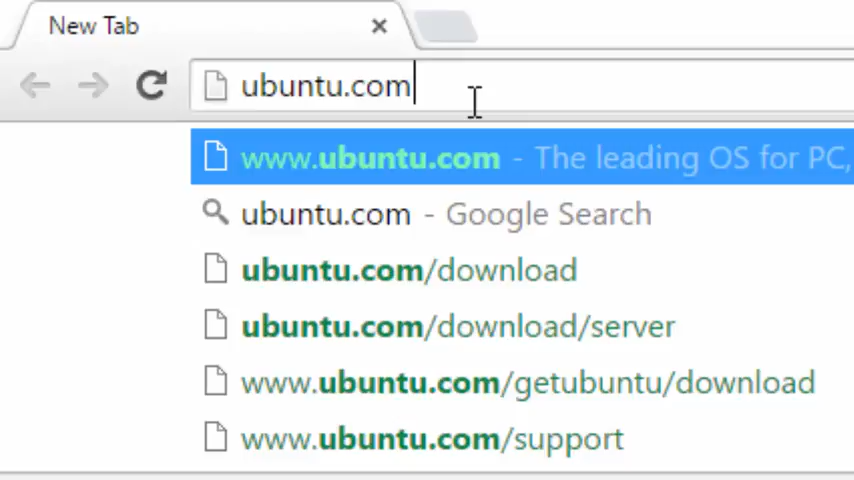 New Tab
ubuntu.com
www.ubuntu.com - The leading OS for PC,
ubuntu.com - Google Search
ubuntu.com/download
ubuntu.com/download/server
www.ubuntu.com/getubuntu/download
www.ubuntu.com/support